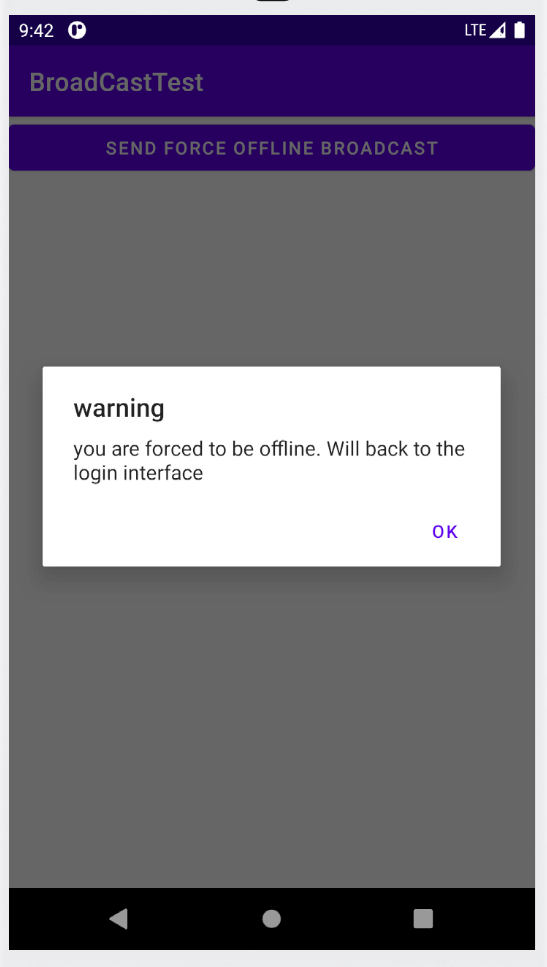 9:42 LTE
BroadCastTest
SEND FORCE OFFLINE BROADCAST
warning
you are forced to be offline. Will back to the
login interface
OK